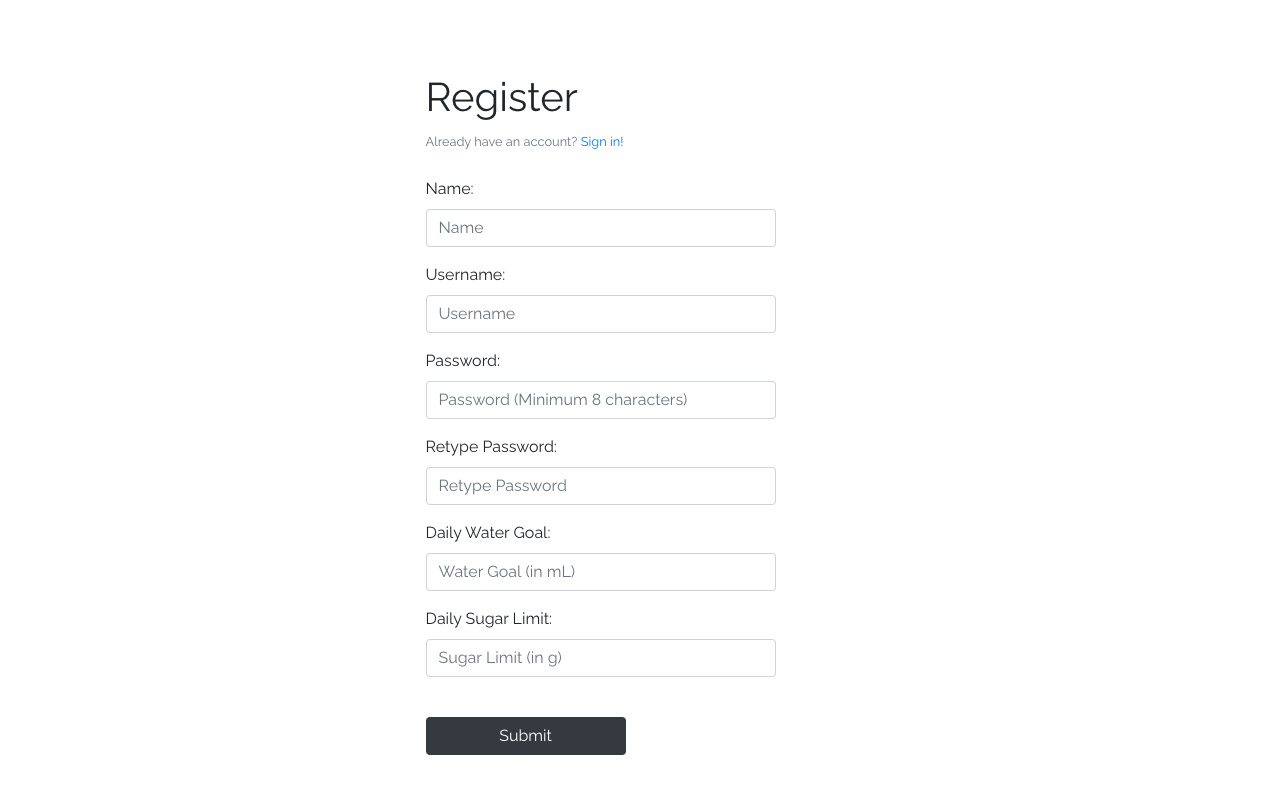 Register
Already have an account? Sign in!
Name:
Name
Username:
Username
Password:
Password (Minimum 8 characters)
Retype Password:
Retype Password
Daily Water Goal:
Water Goal (in mL)
Daily Sugar Limit:
Sugar Limit (in g)
Submit